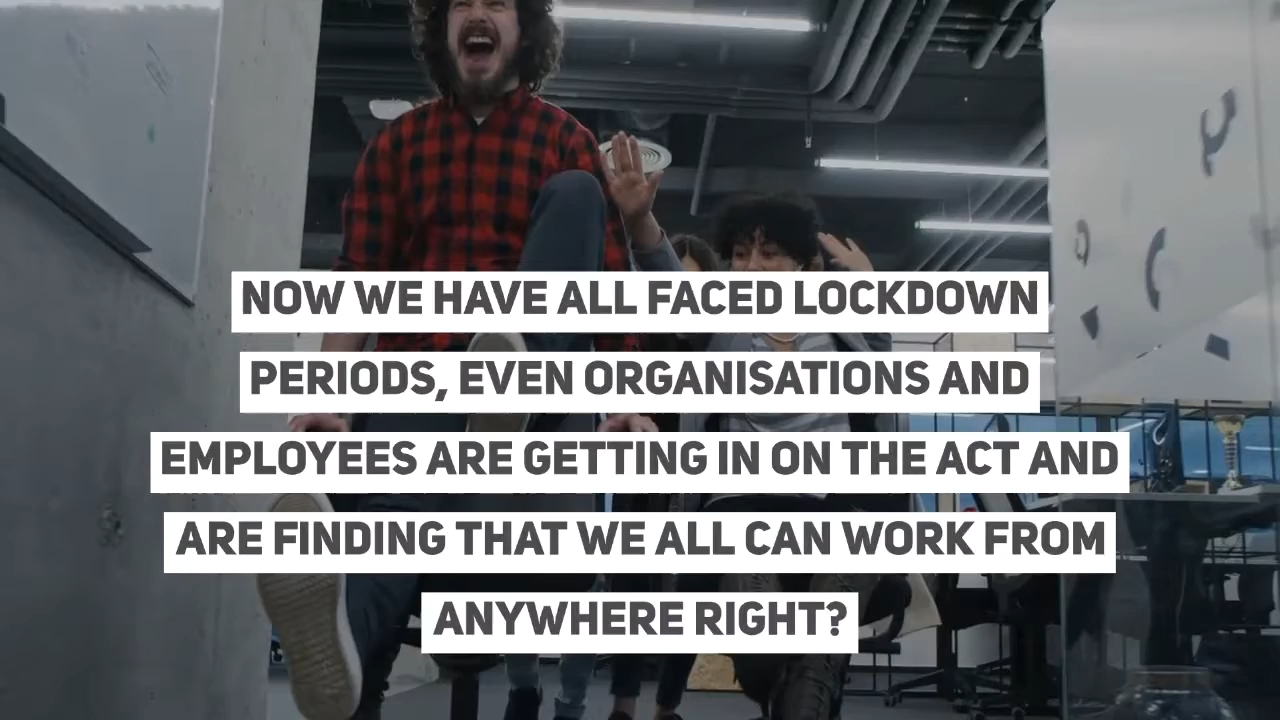 NOW WE HAVE ALL FACED LOCKDOWN
PERIODS, EVEN ORGANISATIONS AND
EMPLOYEES ARE GETTING IN ON THE ACT AND
ARE FINDING THAT WE ALL CAN WORK FROM
ANYWHERE RIGHT?